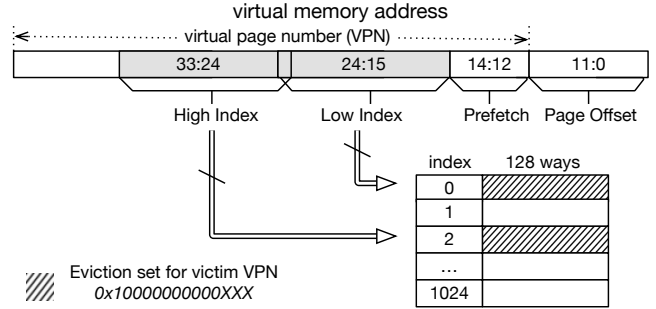 virtual memory address
virtual page number (VPN)
33:24 24:15 14:12 11:0
High Index Low Index Prefetch Page Offset
index 128 ways
0
1
2
...
1024
Eviction set for victim VPN
0x10000000000XXX